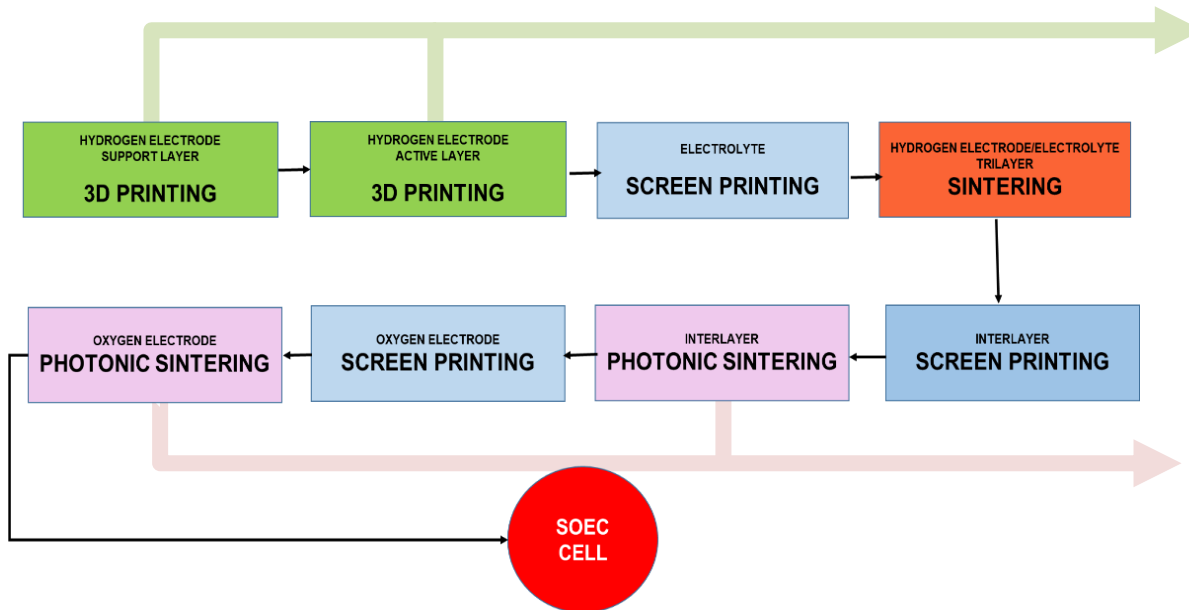 HYDROGEN ELECTRODE
SUPPORT LAYER
3D PRINTING
HYDROGEN ELECTRODE
ACTIVE LAYER
3D PRINTING
ELECTROLYTE
SCREEN PRINTING
HYDROGEN ELECTRODE/ELECTROLYTE
TRILAYER
SINTERING
INTERLAYER
SCREEN PRINTING
INTERLAYER
PHOTONIC SINTERING
OXYGEN ELECTRODE
SCREEN PRINTING
OXYGEN ELECTRODE
PHOTONIC SINTERING
SOEC
CELL